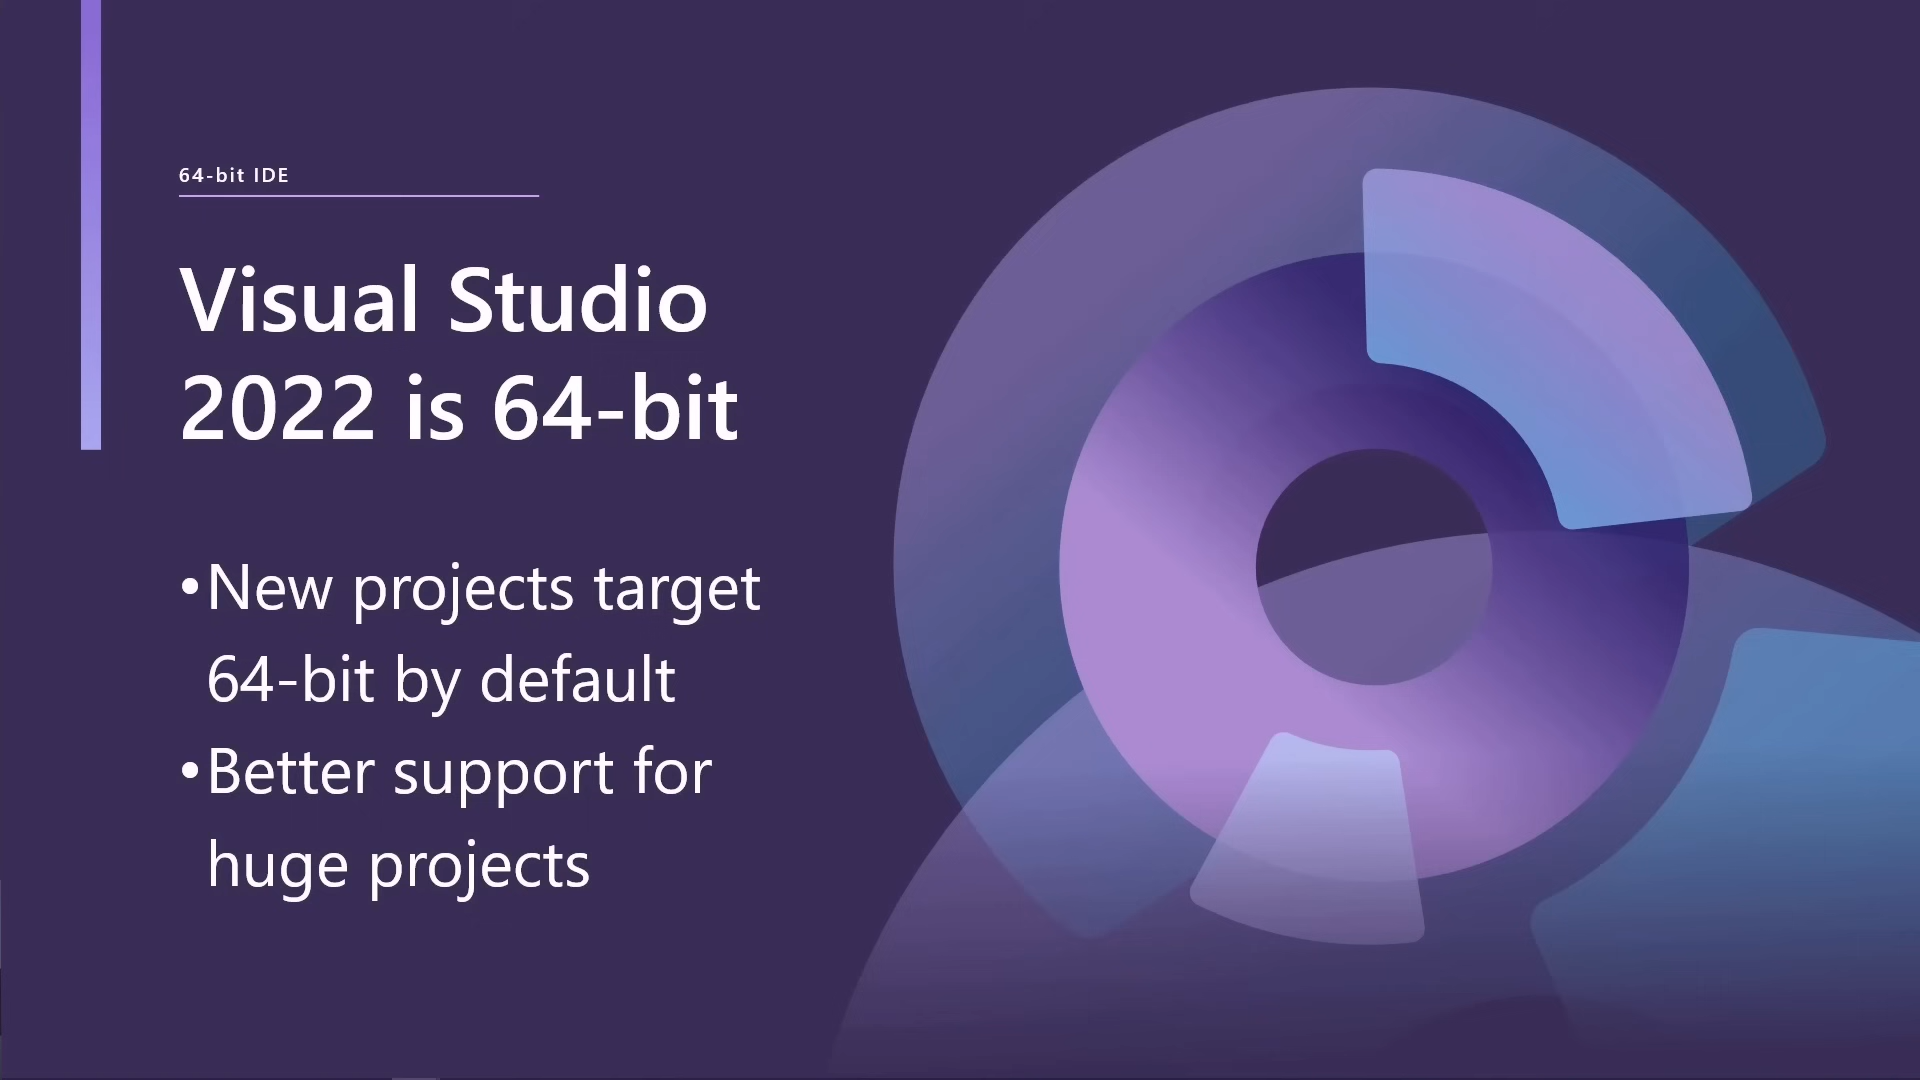 64-bit IDE
Visual Studio
2022 is 64-bit
•New projects target
64-bit by default
•Better support for
huge projects